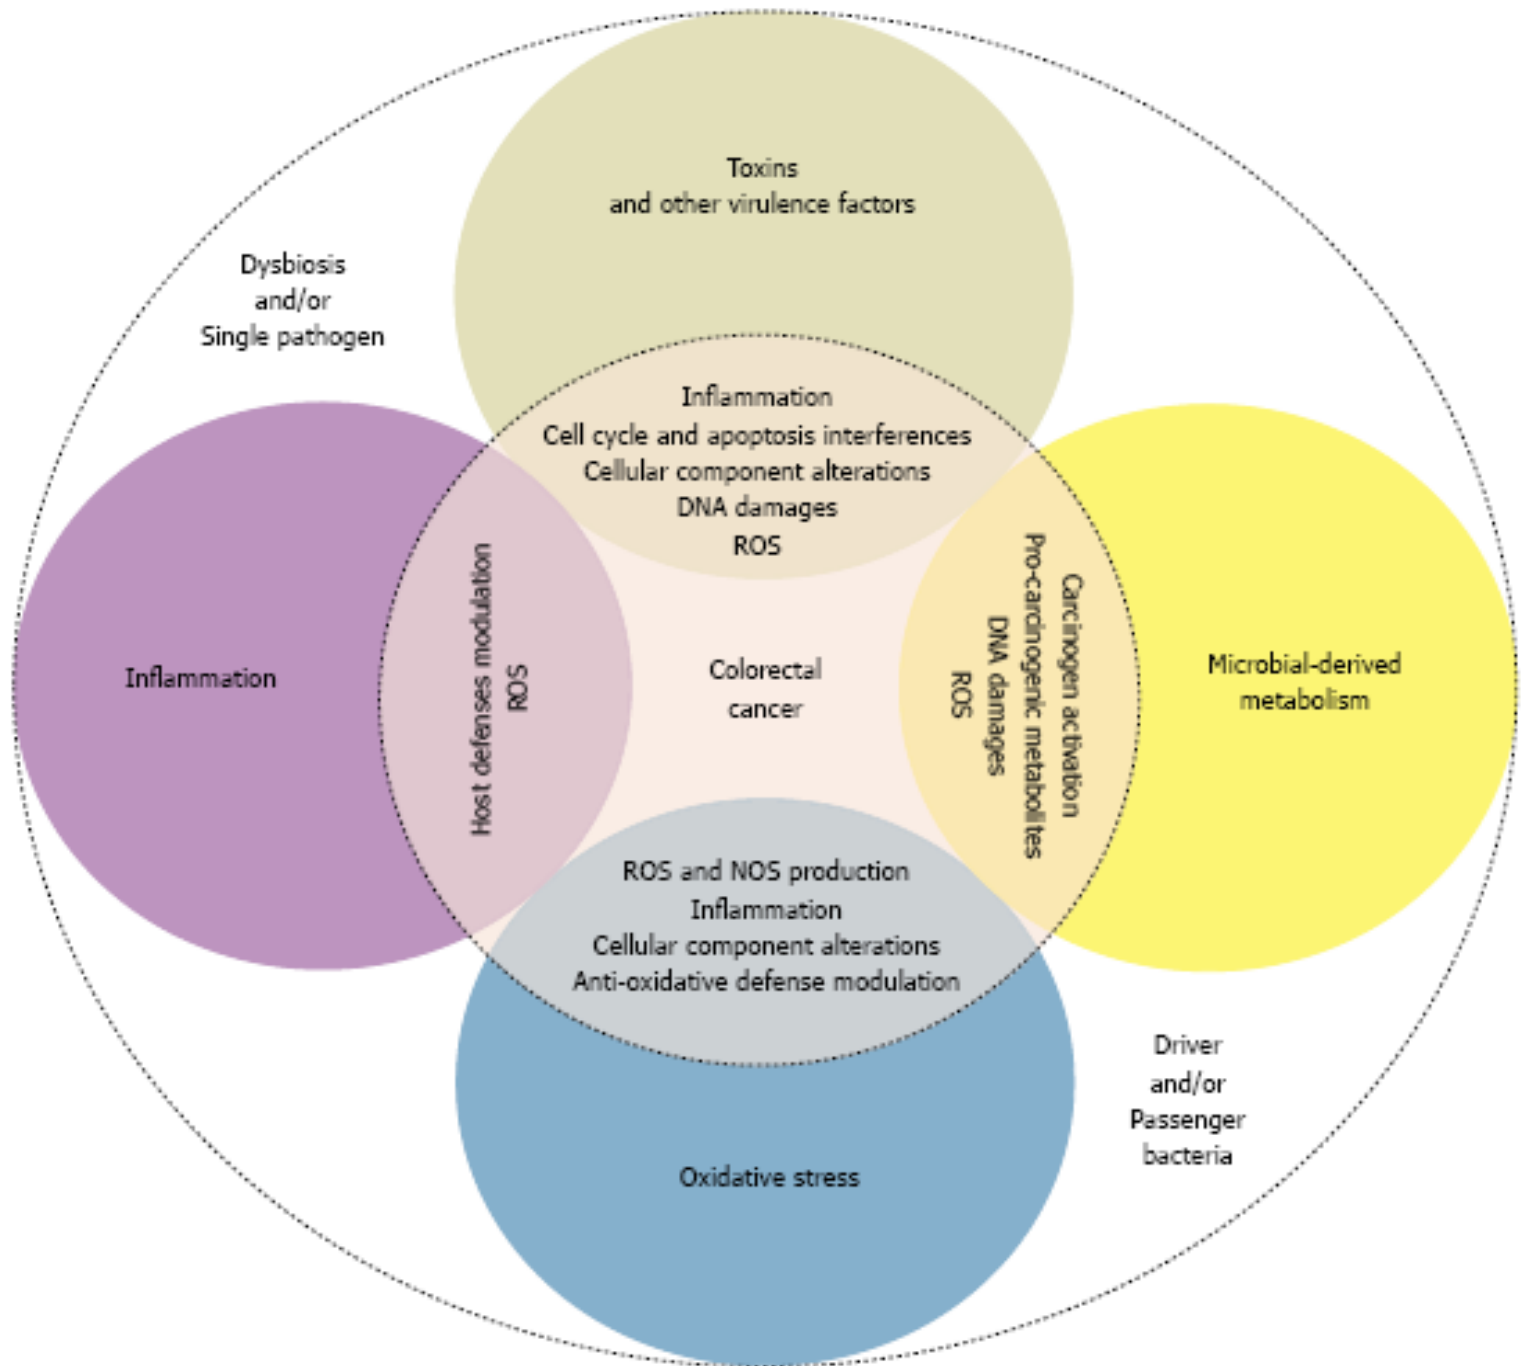 Toxins
and other virulence factors
Dysbiosis
and/or
Single pathogen
Inflammation
Cell cycle and apoptosis interferences
Cellular component alterations
DNA damages
ROS
Inflammation
Host defenses modulation
ROS
Colorectal
cancer
Carcinogen activation
Pro-carcinogenic metabolites
DNA damages
ROS
Microbial-derived
metabolism
ROS and NOS production
Inflammation
Cellular component alterations
Anti-oxidative defense modulation
Driver
and/or
Passenger
bacteria
Oxidative stress